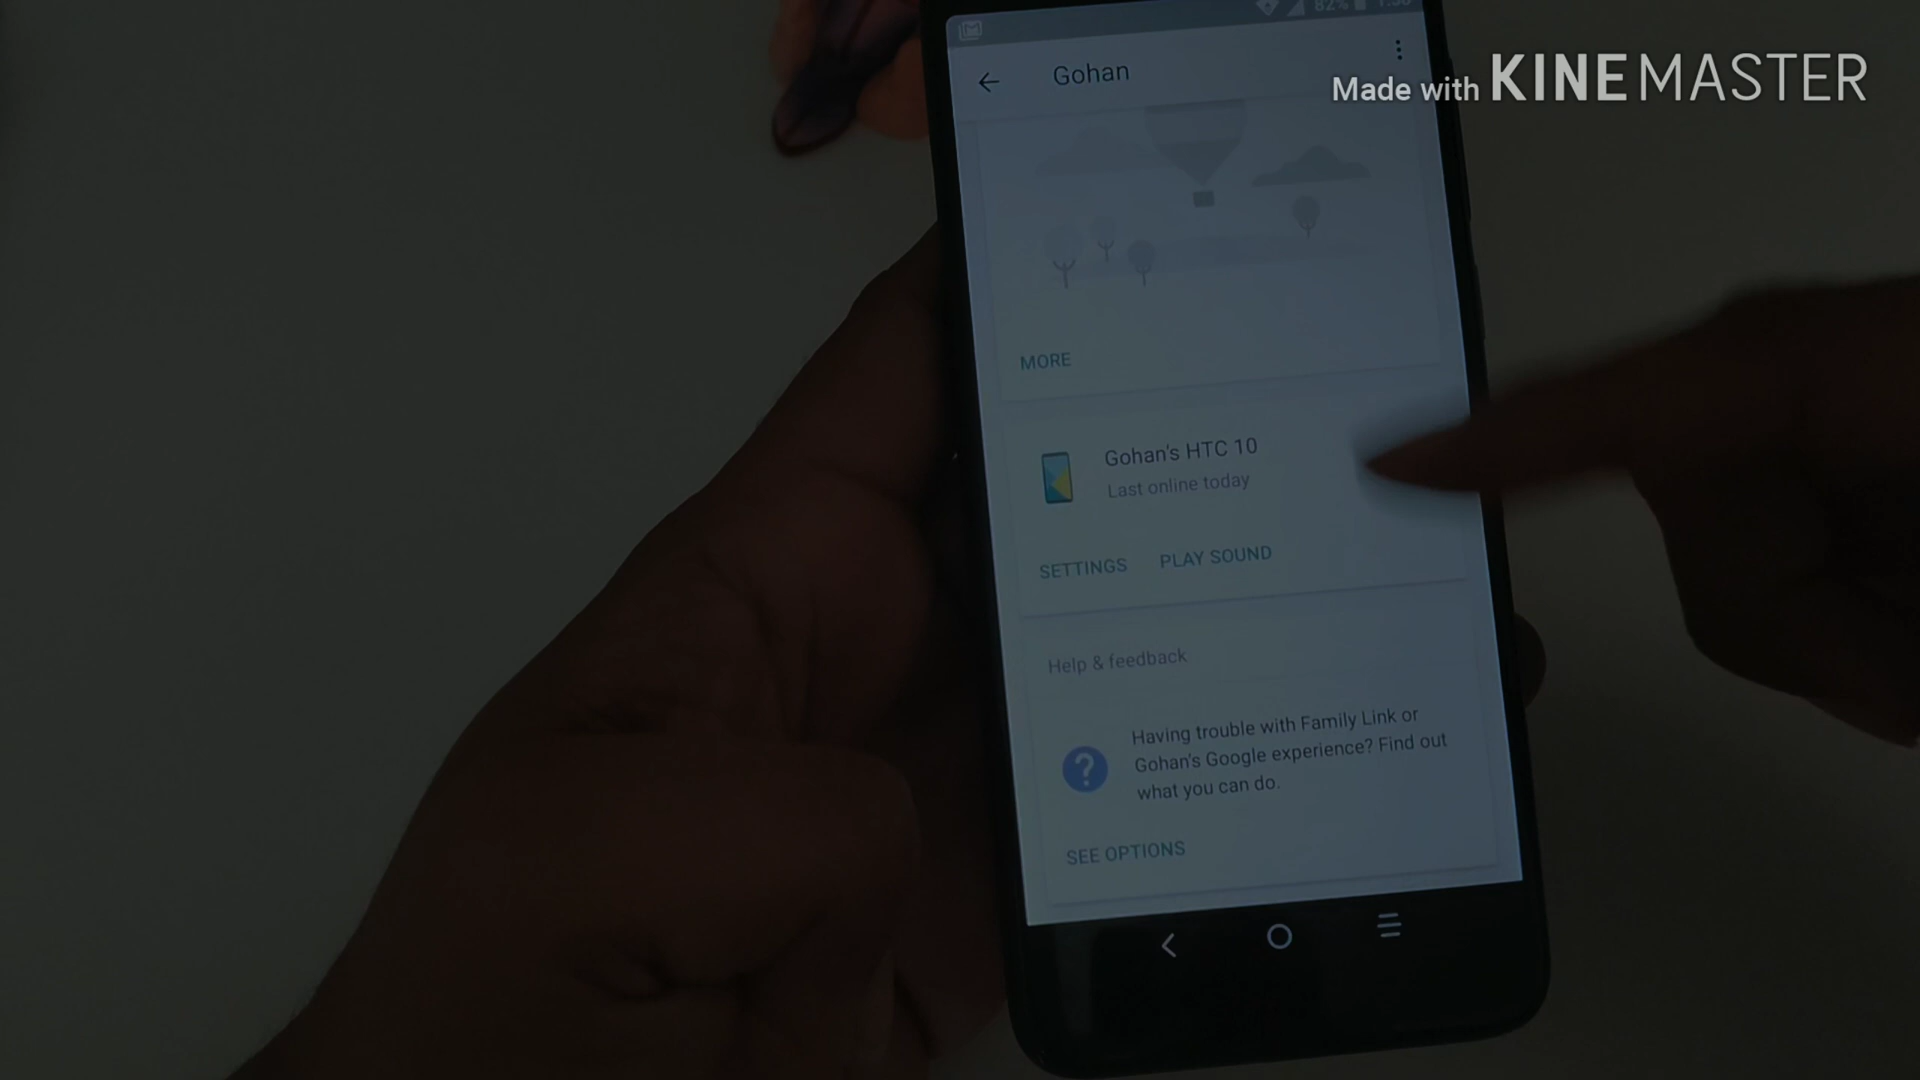 82%
Gohan
Made with KINEMASTER
MORE
Gohan's HTC 10
Last online today
SETTINGS PLAY SOUND
Help & feedback
Having trouble with Family Link or
Gohan's Google experience? Find out
what you can do.
SEE OPTIONS